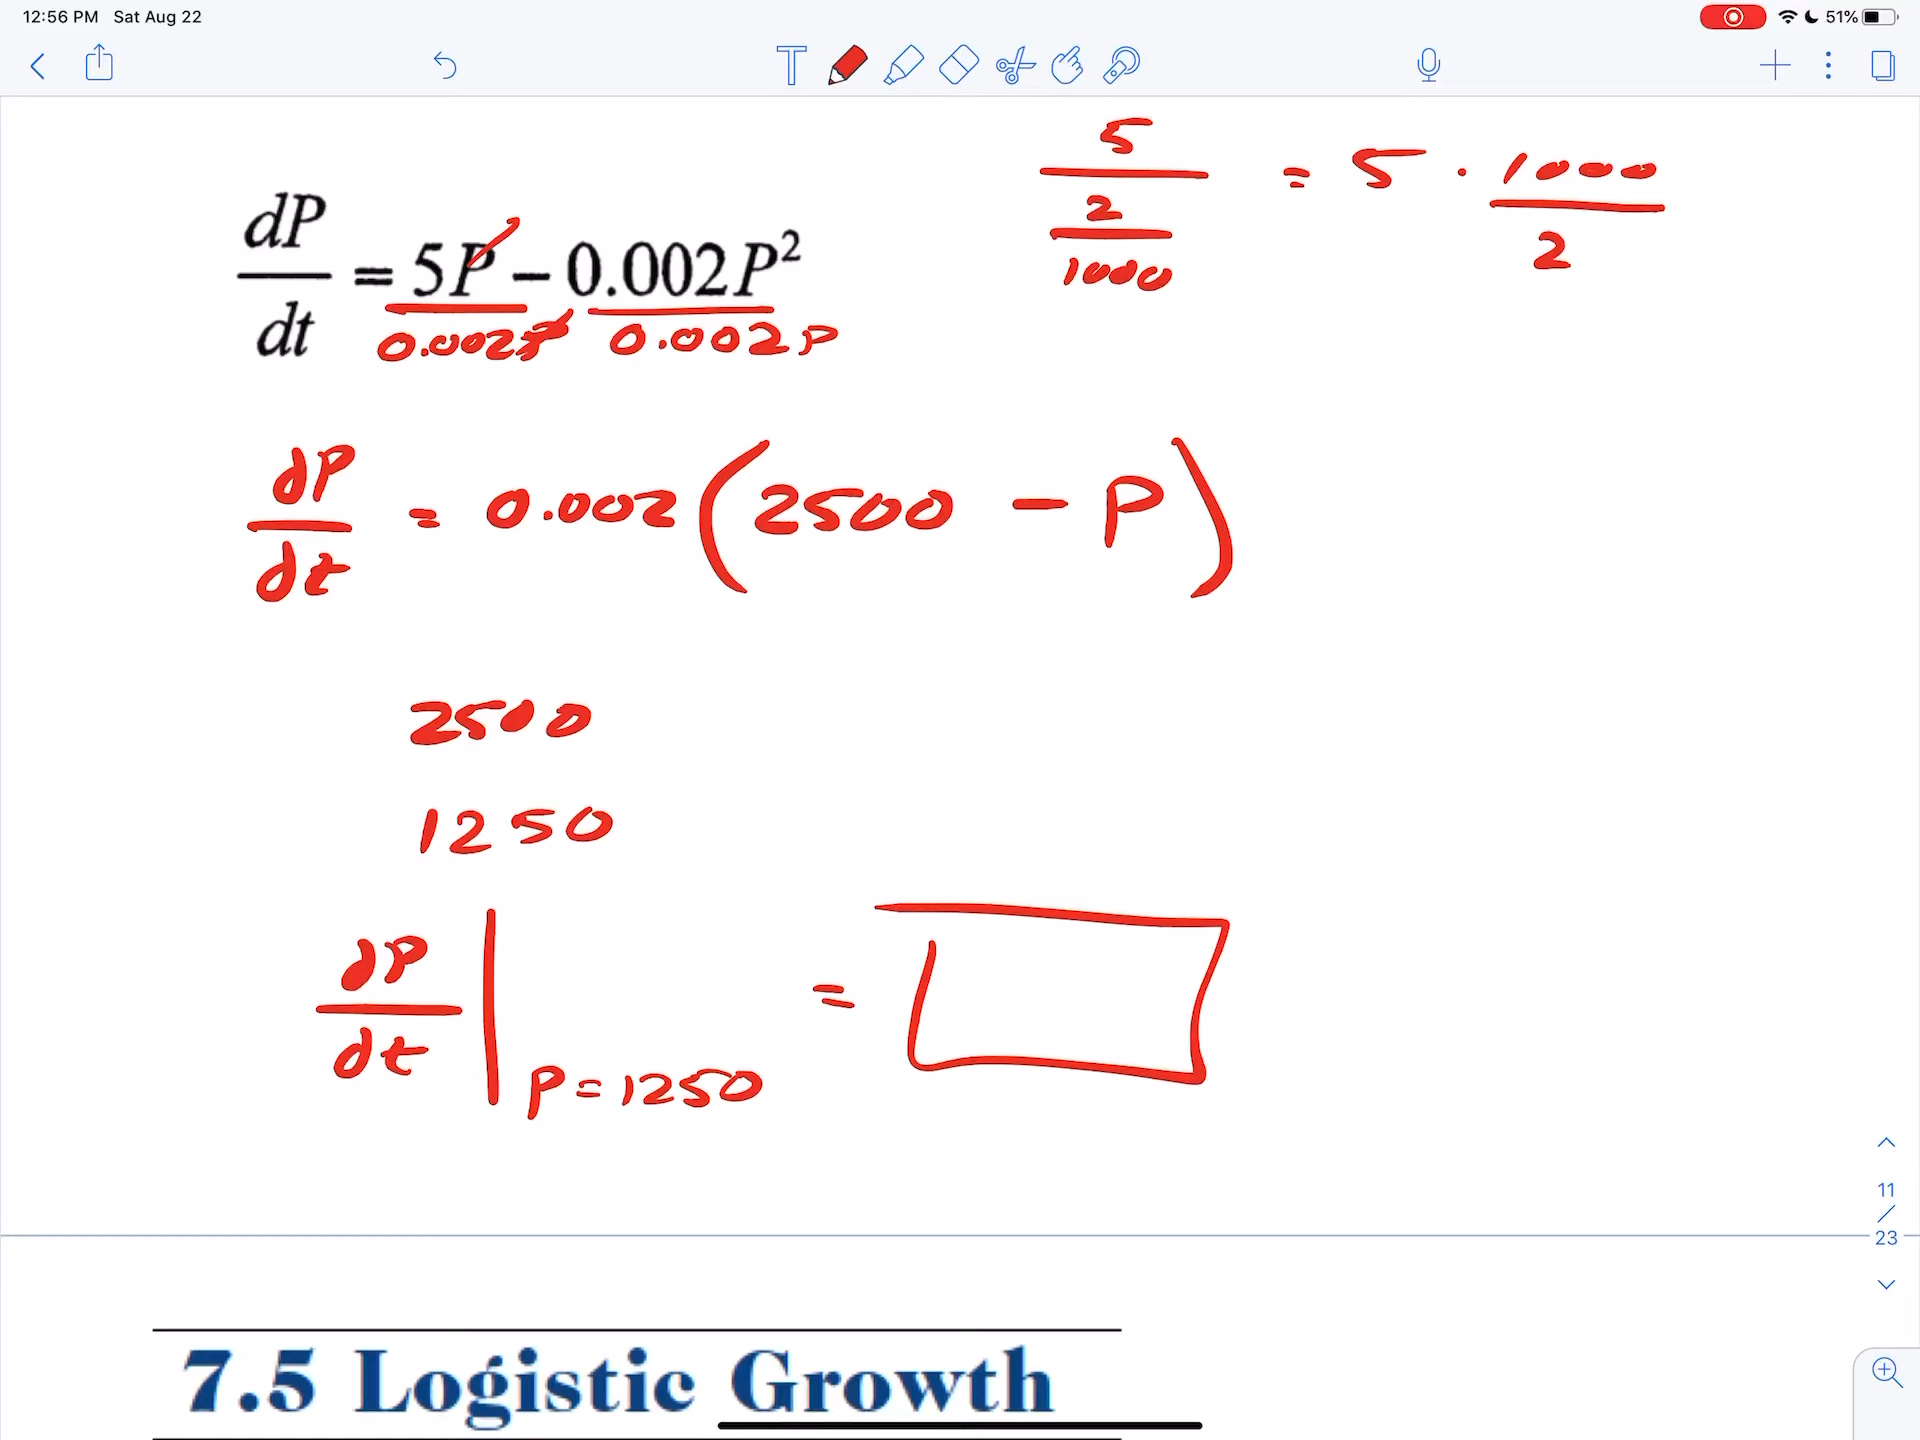 12:56 PM Sat Aug 22
51%
5
2
1000
= 5 · 1000
2
dP
dt
= 5P − 0.002P²
0.002P 0.002P
dP
dt
= 0.002(2500 − P)
2500
1250
dP
dt
P=1250
=
11
/
23
7.5 Logistic Growth